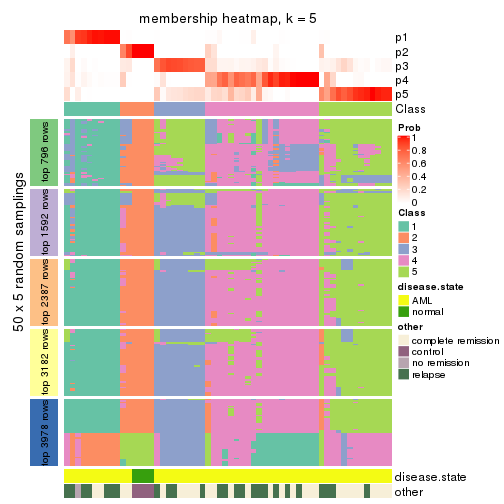 membership heatmap, k = 5
p1
p2
p3
p4
p5
Class
50 x 5 random samplings
top 796 rows
top 1592 rows
top 2387 rows
top 3182 rows
top 3978 rows
disease.state
other
Prob
1
0.8
0.6
0.4
0.2
0
Class
1
2
3
4
5
disease.state
AML
normal
other
complete remission
control
no remission
relapse